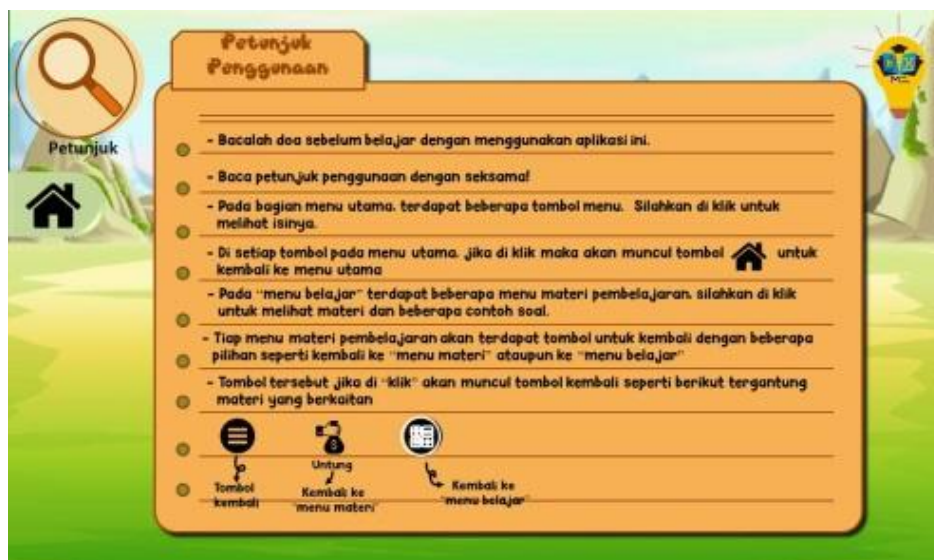 Petunjuk
Penggunaan
Petunjuk
- Bacalah doa sebelum belajar dengan menggunakan aplikasi ini.
- Baca petunjuk penggunaan dengan seksama!
- Pada bagian menu utama, terdapat beberapa tombol menu. Silahkan di klik untuk
melihat isinya.
- Di setiap tombol pada menu utama, jika di klik maka akan muncul tombol untuk
kembali ke menu utama
- Pada "menu belajar" terdapat beberapa menu materi pembelajaran, silahkan di klik
untuk melihat materi dan beberapa contoh soal.
- Tiap menu materi pembelajaran akan terdapat tombol untuk kembali dengan beberapa
pilihan seperti kembali ke "menu materi" ataupun ke "menu belajar"
- Tombol tersebut jika di "klik" akan muncul tombol kembali seperti berikut tergantung
materi yang berkaitan
Untung
Tombol
kembali
Kembali ke
"menu materi"
Kembali ke
"menu belajar"